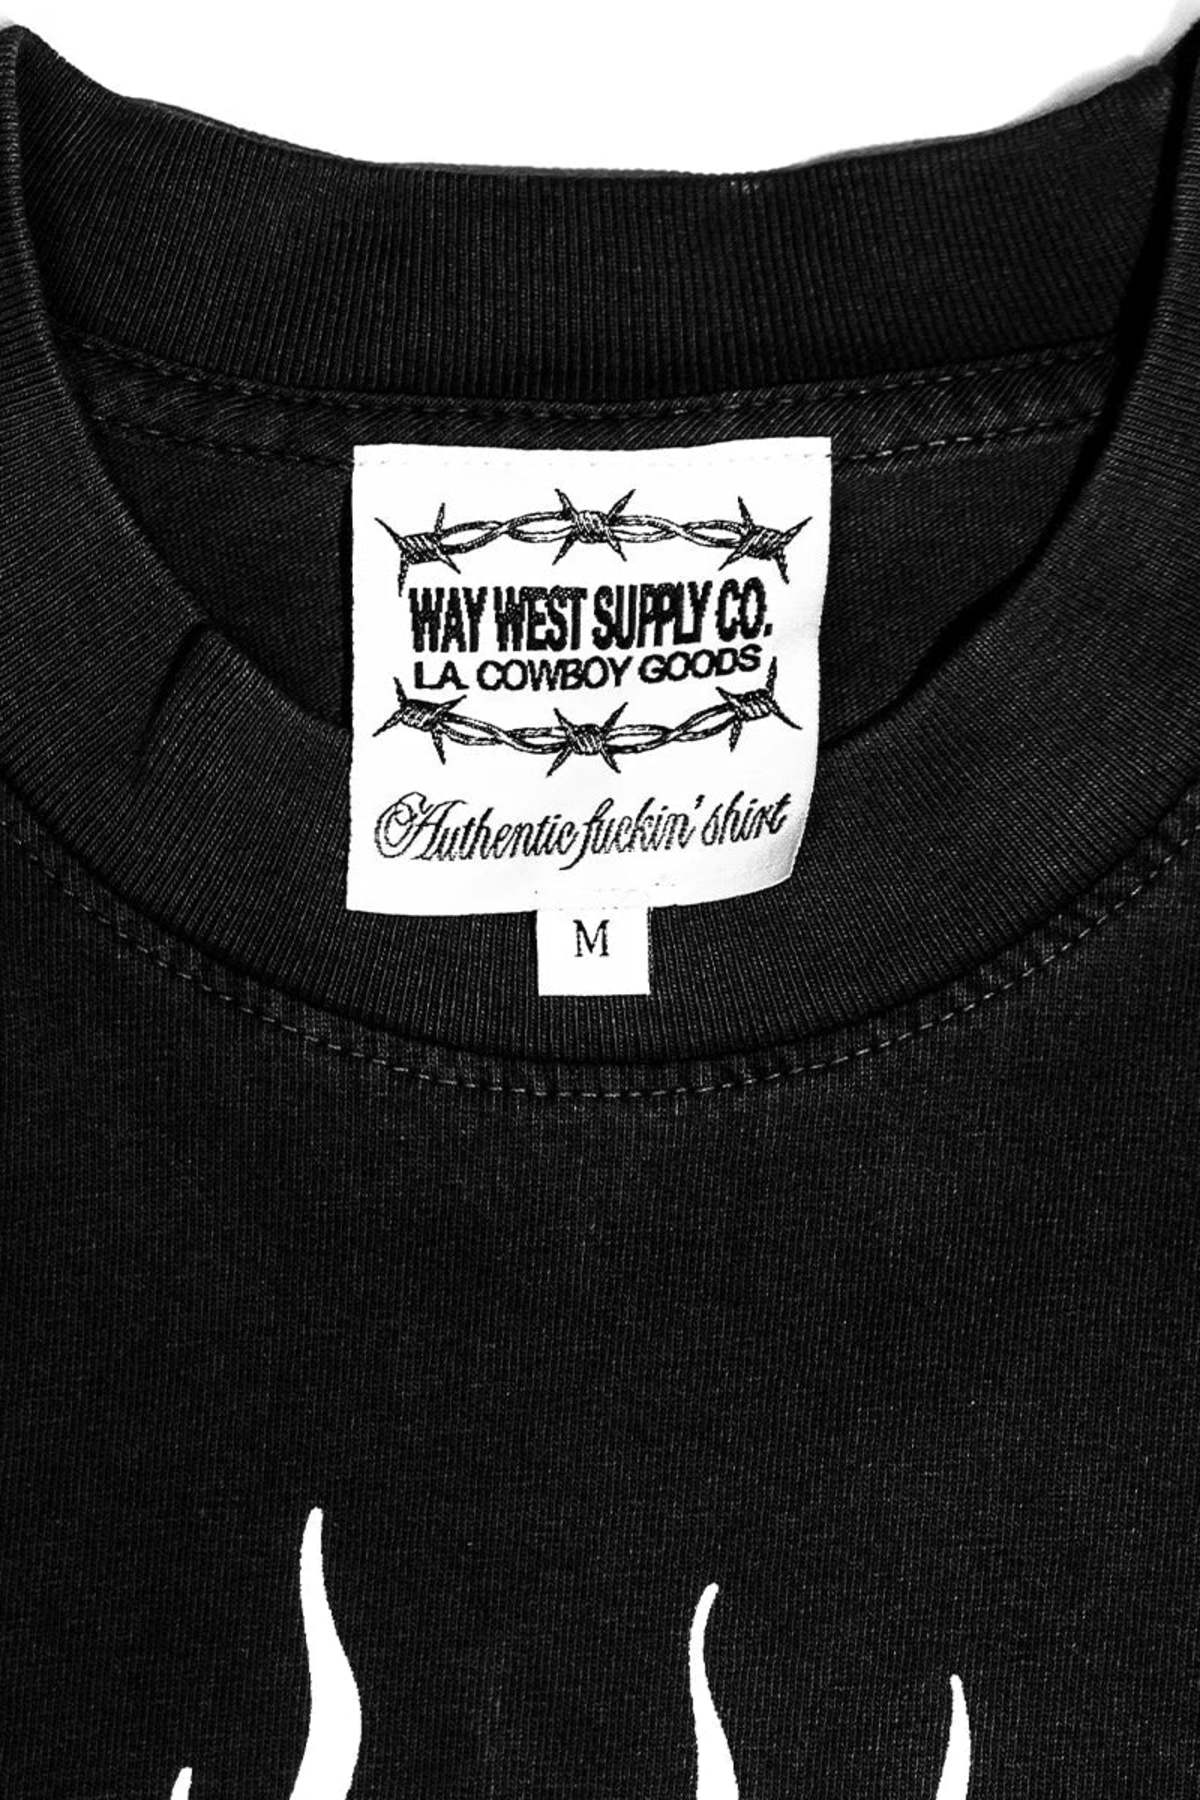 WAY WEST SUPPLY CO.
L.A. COWBOY GOODS
Authentic fuckin' shirt
M